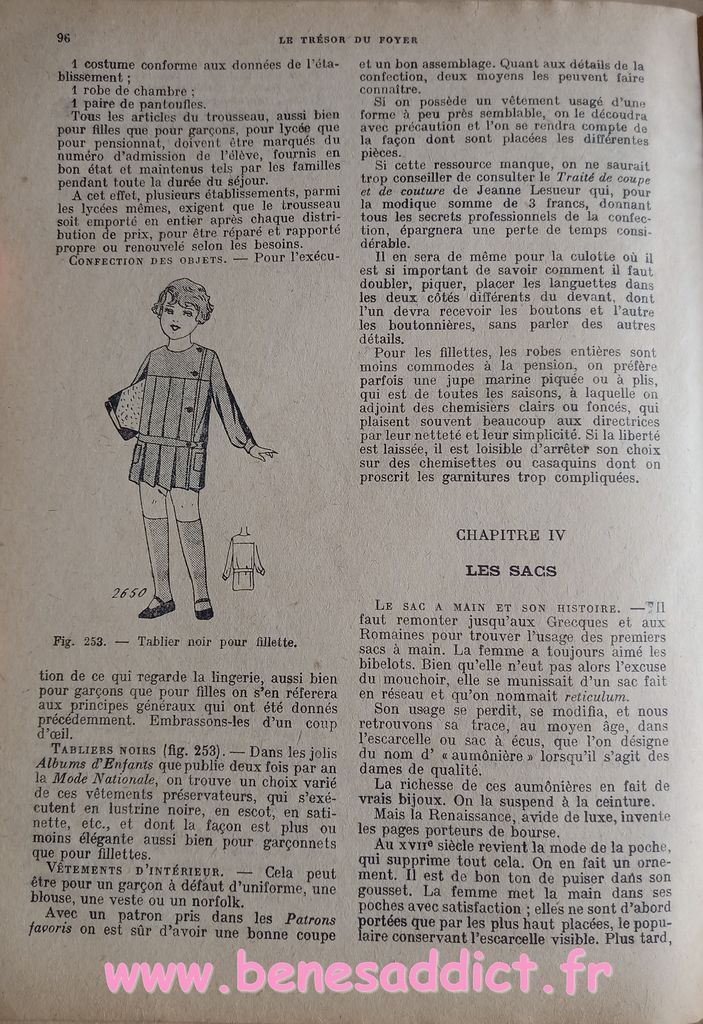 96
LE TRÉSOR DU FOYER
1 costume conforme aux données de l'éta-
blissement ;
1 robe de chambre ;
1 paire de pantoufles.
Tous les articles du trousseau, aussi bien
pour filles que pour garçons, pour lycée que
pour pensionnat, doivent être marqués du
numéro d'admission de l'élève, fournis en
bon état et maintenus tels par les familles
pendant toute la durée du séjour.
A cet effet, plusieurs établissements, parmi
les lycées mêmes, exigent que le trousseau
soit emporté en entier après chaque distri-
bution de prix, pour être réparé et rapporté
propre ou renouvelé selon les besoins.
CONFECTION DES OBJETS. — Pour l'exécu-
2650
Fig. 253. — Tablier noir pour fillette.
tion de ce qui regarde la lingerie, aussi bien
pour garçons que pour filles on s'en réferera
aux principes généraux qui ont été donnés
précédemment. Embrassons-les d'un coup
d'œil.
TABLIERS NOIRS (fig. 253). — Dans les jolis
Albums d'Enfants que publie deux fois par an
la Mode Nationale, on trouve un choix varié
de ces vêtements préservateurs, qui s'exé-
cutent en lustrine noire, en escot, en sati-
nette, etc., et dont la façon est plus ou
moins élégante aussi bien pour garçonnets
que pour fillettes.
VÊTEMENTS D'INTÉRIEUR. — Cela peut
être pour un garçon à défaut d'uniforme, une
blouse, une veste ou un norfolk.
Avec un patron pris dans les Patrons
favoris on est sûr d'avoir une bonne coupe
et un bon assemblage. Quant aux détails de la
confection, deux moyens les peuvent faire
connaître.
Si on possède un vêtement usagé d'une
forme à peu près semblable, on le découdra
avec précaution et l'on se rendra compte de
la façon dont sont placées les différentes
pièces.
Si cette ressource manque, on ne saurait
trop conseiller de consulter le Traité de coupe
et de couture de Jeanne Lesueur qui, pour
la modique somme de 3 francs, donnant
tous les secrets professionnels de la confec-
tion, épargnera une perte de temps consi-
dérable.
Il en sera de même pour la culotte où il
est si important de savoir comment il faut
doubler, piquer, placer les languettes dans
les deux côtés différents du devant, dont
l'un devra recevoir les boutons et l'autre
les boutonnières, sans parler des autres
détails.
Pour les fillettes, les robes entières sont
moins commodes à la pension, on préfère
parfois une jupe marine piquée ou à plis,
qui est de toutes les saisons, à laquelle on
adjoint des chemisiers clairs ou foncés, qui
plaisent souvent beaucoup aux directrices
par leur netteté et leur simplicité. Si la liberté
est laissée, il est loisible d'arrêter son choix
sur des chemisettes ou casaquins dont on
proscrit les garnitures trop compliquées.
CHAPITRE IV
LES SACS
LE SAC A MAIN ET SON HISTOIRE. — Il
faut remonter jusqu'aux Grecques et aux
Romaines pour trouver l'usage des premiers
sacs à main. La femme a toujours aimé les
bibelots. Bien qu'elle n'eut pas alors l'excuse
du mouchoir, elle se munissait d'un sac fait
en réseau et qu'on nommait reticulum.
Son usage se perdit, se modifia, et nous
retrouvons sa trace, au moyen âge, dans
l'escarcelle ou sac à écus, que l'on désigne
du nom d' « aumônière » lorsqu'il s'agit des
dames de qualité.
La richesse de ces aumônières en fait de
vrais bijoux. On la suspend à la ceinture.
Mais la Renaissance, avide de luxe, invente
les pages porteurs de bourse.
Au XVIIe siècle revient la mode de la poche,
qui supprime tout cela. On en fait un orne-
ment. Il est de bon ton de puiser dans son
gousset. La femme met la main dans ses
poches avec satisfaction ; elles ne sont d'abord
portées que par les plus haut placées, le popu-
laire conservant l'escarcelle visible. Plus tard,
www.benesaddict.fr